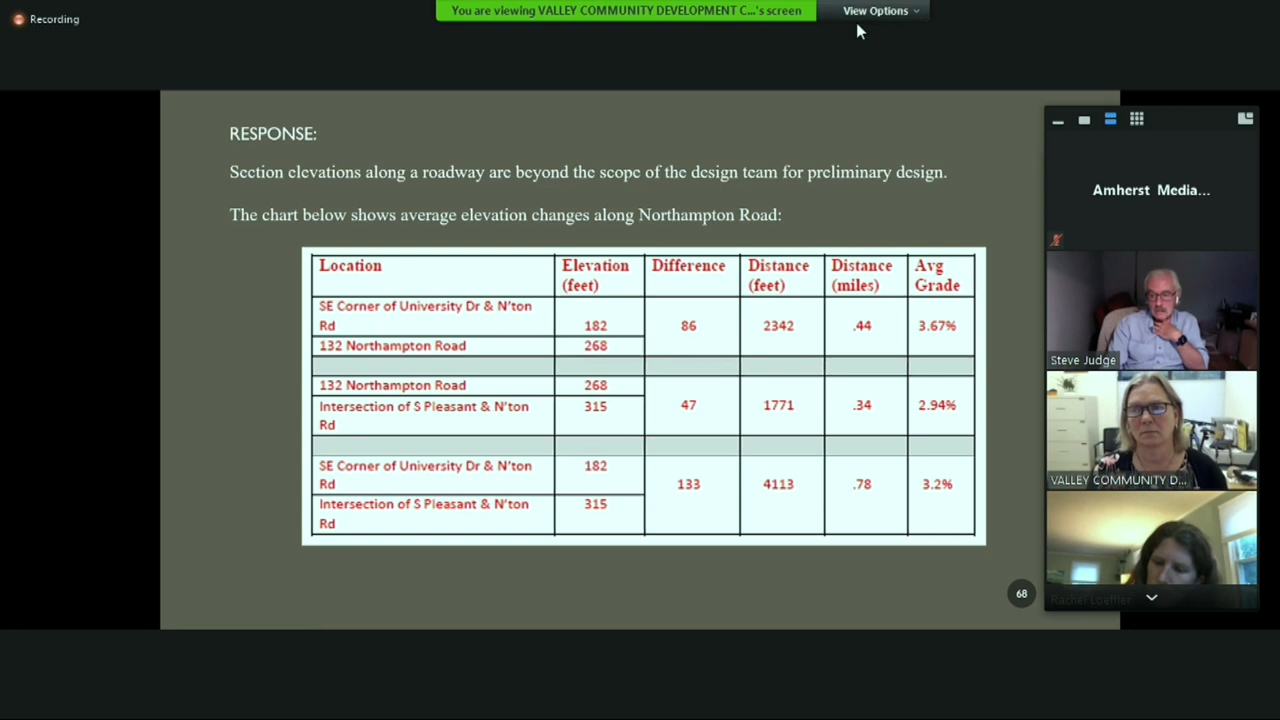 Recording
You are viewing VALLEY COMMUNITY DEVELOPMENT C...'s screen
View Options
RESPONSE:
Section elevations along a roadway are beyond the scope of the design team for preliminary design.
The chart below shows average elevation changes along Northampton Road:
Location Elevation (feet) Difference Distance (feet) Distance (miles) Avg Grade
SE Corner of University Dr & N'ton Rd 182 86 2342 .44 3.67%
132 Northampton Road 268
132 Northampton Road 268 47 1771 .34 2.94%
Intersection of S Pleasant & N'ton Rd 315
SE Corner of University Dr & N'ton Rd 182 133 4113 .78 3.2%
Intersection of S Pleasant & N'ton Rd 315
68
Amherst Media...
Steve Judge
VALLEY COMMUNITY D...
Rachel Loeffler